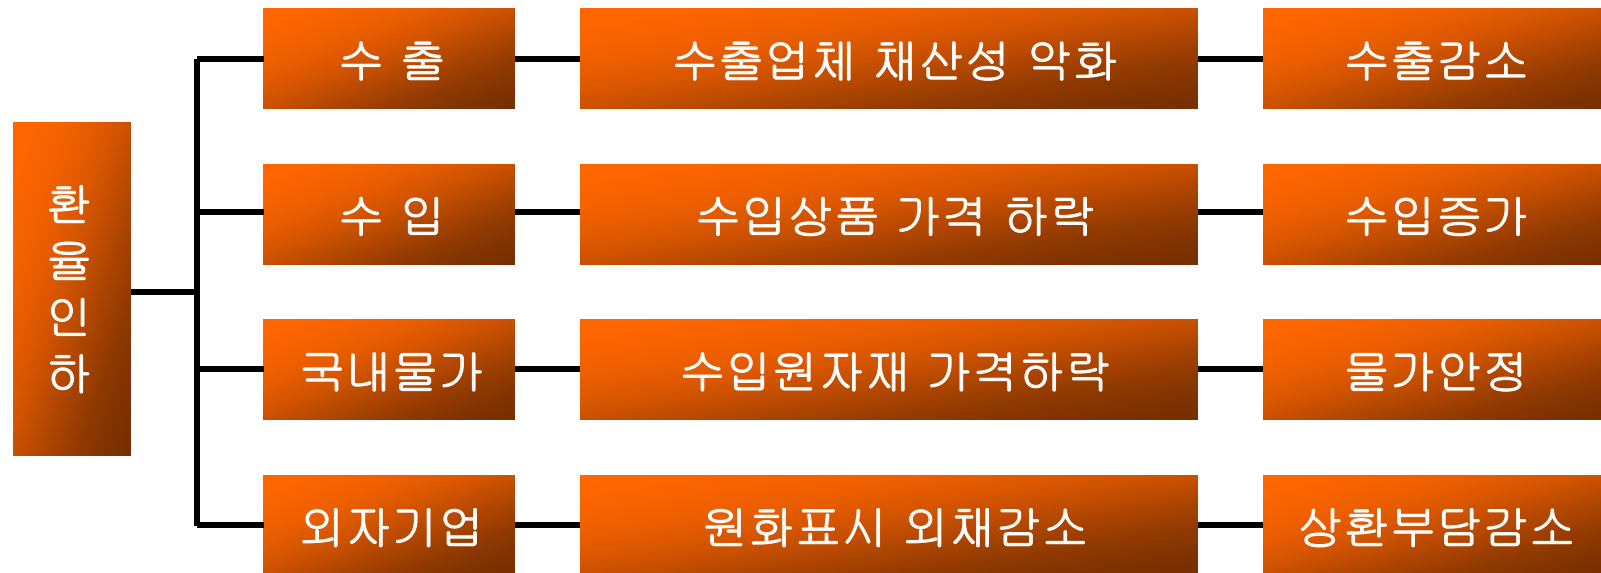 환
율
인
하
수 출
수출업체 채산성 악화
수출감소
수 입
수입상품 가격 하락
수입증가
국내물가
수입원자재 가격하락
물가안정
외자기업
원화표시 외채감소
상환부담감소